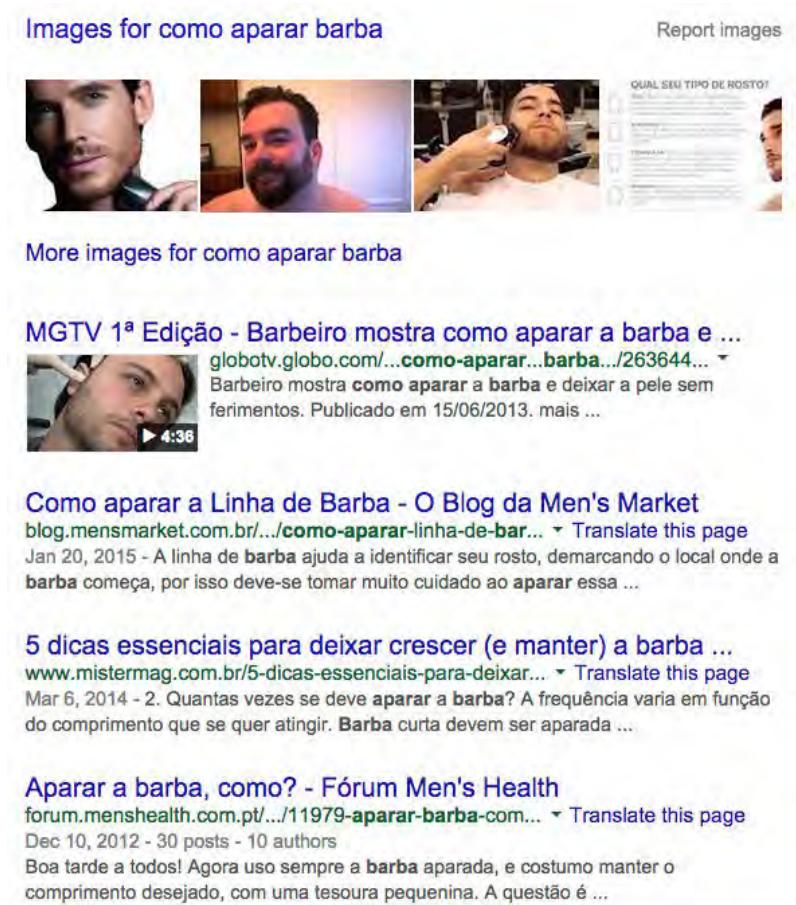 Images for como aparar barba
Report images
QUAL SEU TIPO DE ROSTO?
More images for como aparar barba
MGTV 1ª Edição - Barbeiro mostra como aparar a barba e ...
globotv.globo.com/...como-aparar...barba.../263644...
Barbeiro mostra como aparar a barba e deixar a pele sem
ferimentos. Publicado em 15/06/2013. mais ...
4:36
Como aparar a Linha de Barba - O Blog da Men's Market
blog.mensmarket.com.br/.../como-aparar-linha-de-bar... Translate this page
Jan 20, 2015 - A linha de barba ajuda a identificar seu rosto, demarcando o local onde a
barba começa, por isso deve-se tomar muito cuidado ao aparar essa ...
5 dicas essenciais para deixar crescer (e manter) a barba ...
www.mistermag.com.br/5-dicas-essenciais-para-deixar... Translate this page
Mar 6, 2014 - 2. Quantas vezes se deve aparar a barba? A frequência varia em função
do comprimento que se quer atingir. Barba curta devem ser aparada ...
Aparar a barba, como? - Fórum Men's Health
forum.menshealth.com.pt/.../11979-aparar-barba-com... Translate this page
Dec 10, 2012 - 30 posts - 10 authors
Boa tarde a todos! Agora uso sempre a barba aparada, e costumo manter o
comprimento desejado, com uma tesoura pequenina. A questão é ...